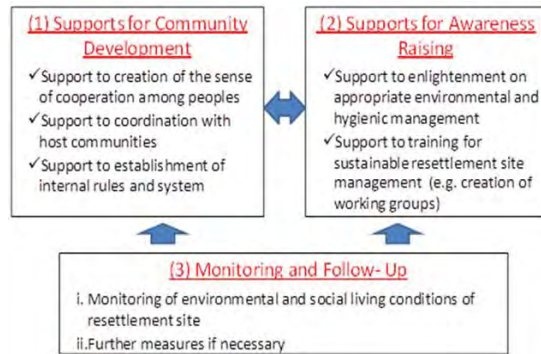 (1) Supports for Community
Development
✓Support to creation of the sense
of cooperation among peoples
✓Support to coordination with
host communities
✓Support to establishment of
internal rules and system
(2) Supports for Awareness
Raising
✓Support to enlightenment on
appropriate environmental and
hygienic management
✓Support to training for
sustainable resettlement site
management (e.g. creation of
working groups)
(3) Monitoring and Follow- Up
i. Monitoring of environmental and social living conditions of
resettlement site
ii.Further measures if necessary